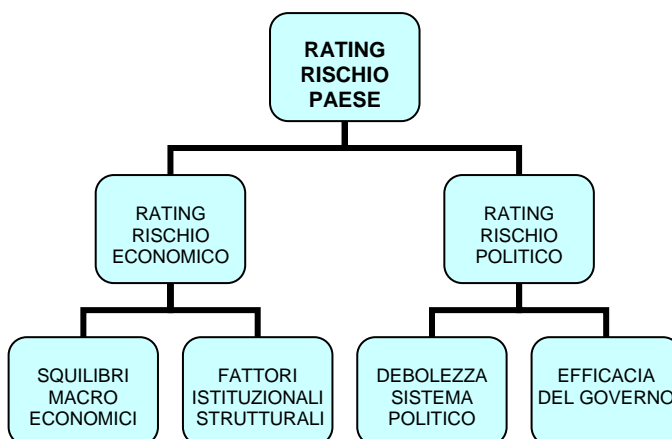 RATING
RISCHIO
PAESE
RATING
RISCHIO
ECONOMICO
RATING
RISCHIO
POLITICO
SQUILIBRI
MACRO
ECONOMICI
FATTORI
ISTITUZIONALI
STRUTTURALI
DEBOLEZZA
SISTEMA
POLITICO
EFFICACIA
DEL GOVERNO